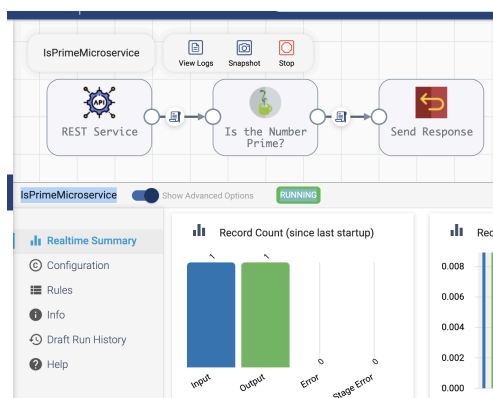 IsPrimeMicroservice
View Logs
Snapshot
Stop
API
REST Service
Is the Number
Prime?
Send Response
IsPrimeMicroservice
Show Advanced Options
RUNNING
Realtime Summary
Configuration
Rules
Info
Draft Run History
Help
Record Count (since last startup)
1
1
0
0
Input
Output
Error
Stage Error
Rec
0.008
0.006
0.004
0.002
0.000